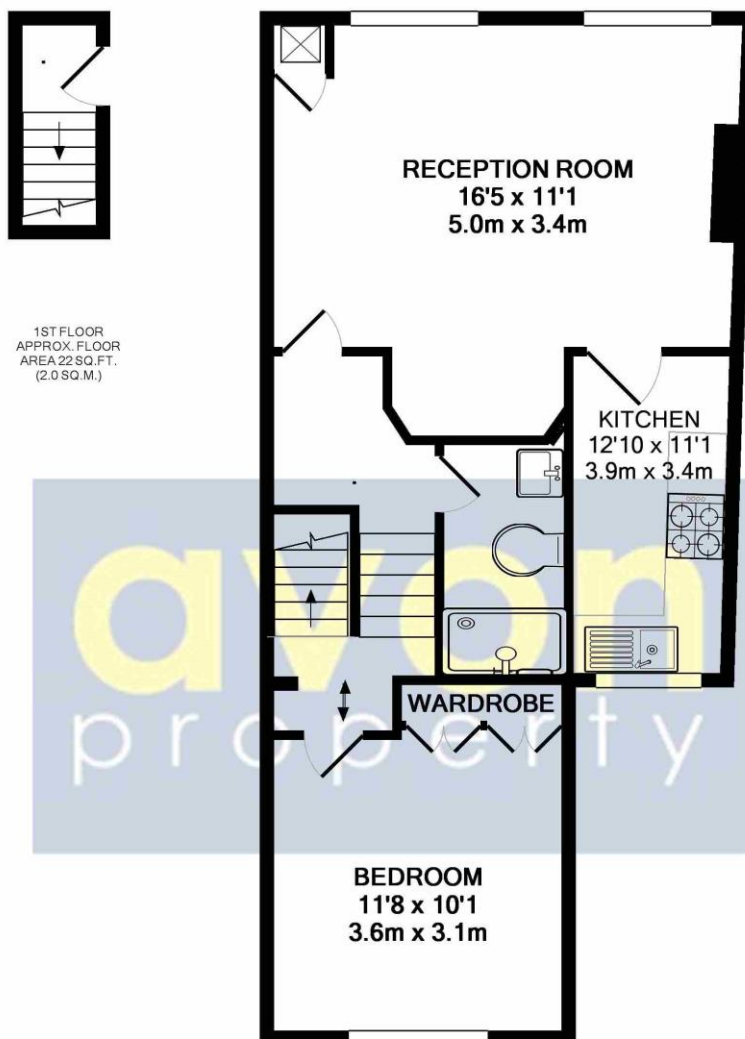 RECEPTION ROOM
16'5 x 11'1
5.0m x 3.4m
1ST FLOOR
APPROX. FLOOR
AREA 22 SQ.FT.
(2.0 SQ.M.)
KITCHEN
12'10 x 11'1
3.9m x 3.4m
avon
property
WARDROBE
BEDROOM
11'8 x 10'1
3.6m x 3.1m